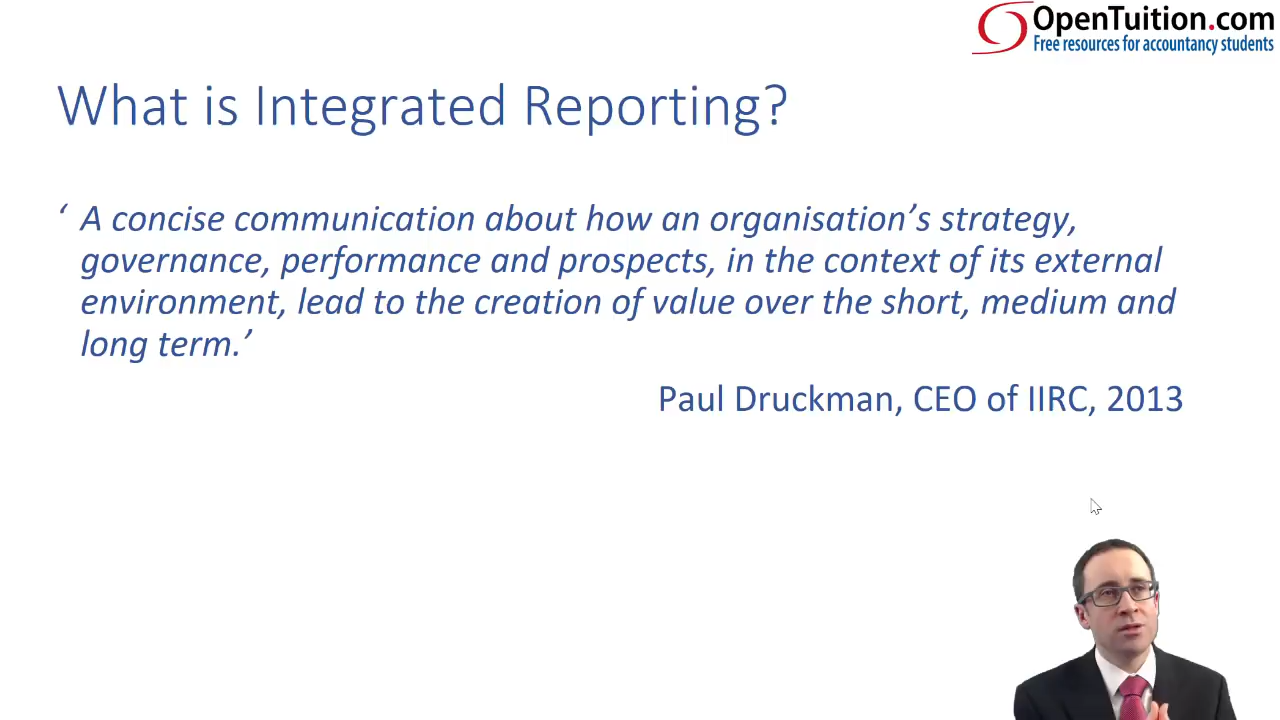 OpenTuition.com
Free resources for accountancy students
What is Integrated Reporting?
‘ A concise communication about how an organisation’s strategy,
governance, performance and prospects, in the context of its external
environment, lead to the creation of value over the short, medium and
long term.’
Paul Druckman, CEO of IIRC, 2013